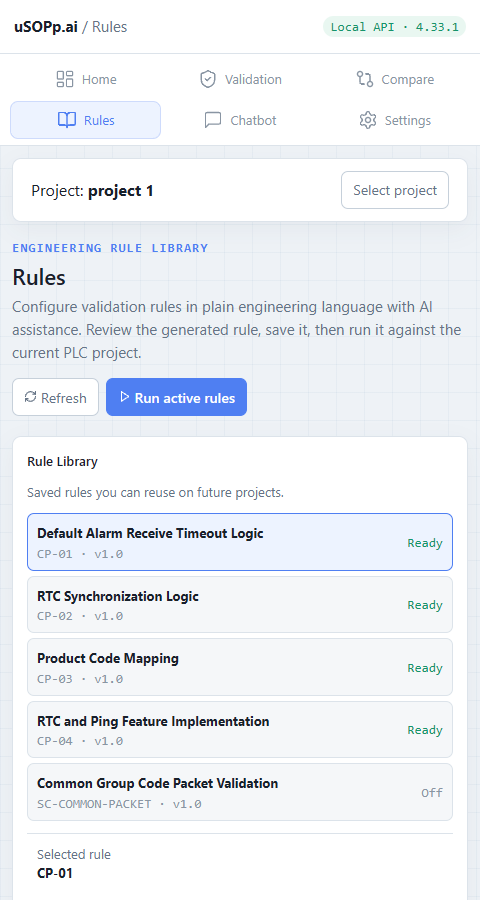 uSOPp.ai / Rules
Local API · 4.33.1
Home
Validation
Compare
Rules
Chatbot
Settings
Project: project 1
Select project
ENGINEERING RULE LIBRARY
Rules
Configure validation rules in plain engineering language with AI
assistance. Review the generated rule, save it, then run it against the
current PLC project.
Refresh
Run active rules
Rule Library
Saved rules you can reuse on future projects.
Default Alarm Receive Timeout Logic
CP-01 · v1.0
Ready
RTC Synchronization Logic
CP-02 · v1.0
Ready
Product Code Mapping
CP-03 · v1.0
Ready
RTC and Ping Feature Implementation
CP-04 · v1.0
Ready
Common Group Code Packet Validation
SC-COMMON-PACKET · v1.0
Off
Selected rule
CP-01